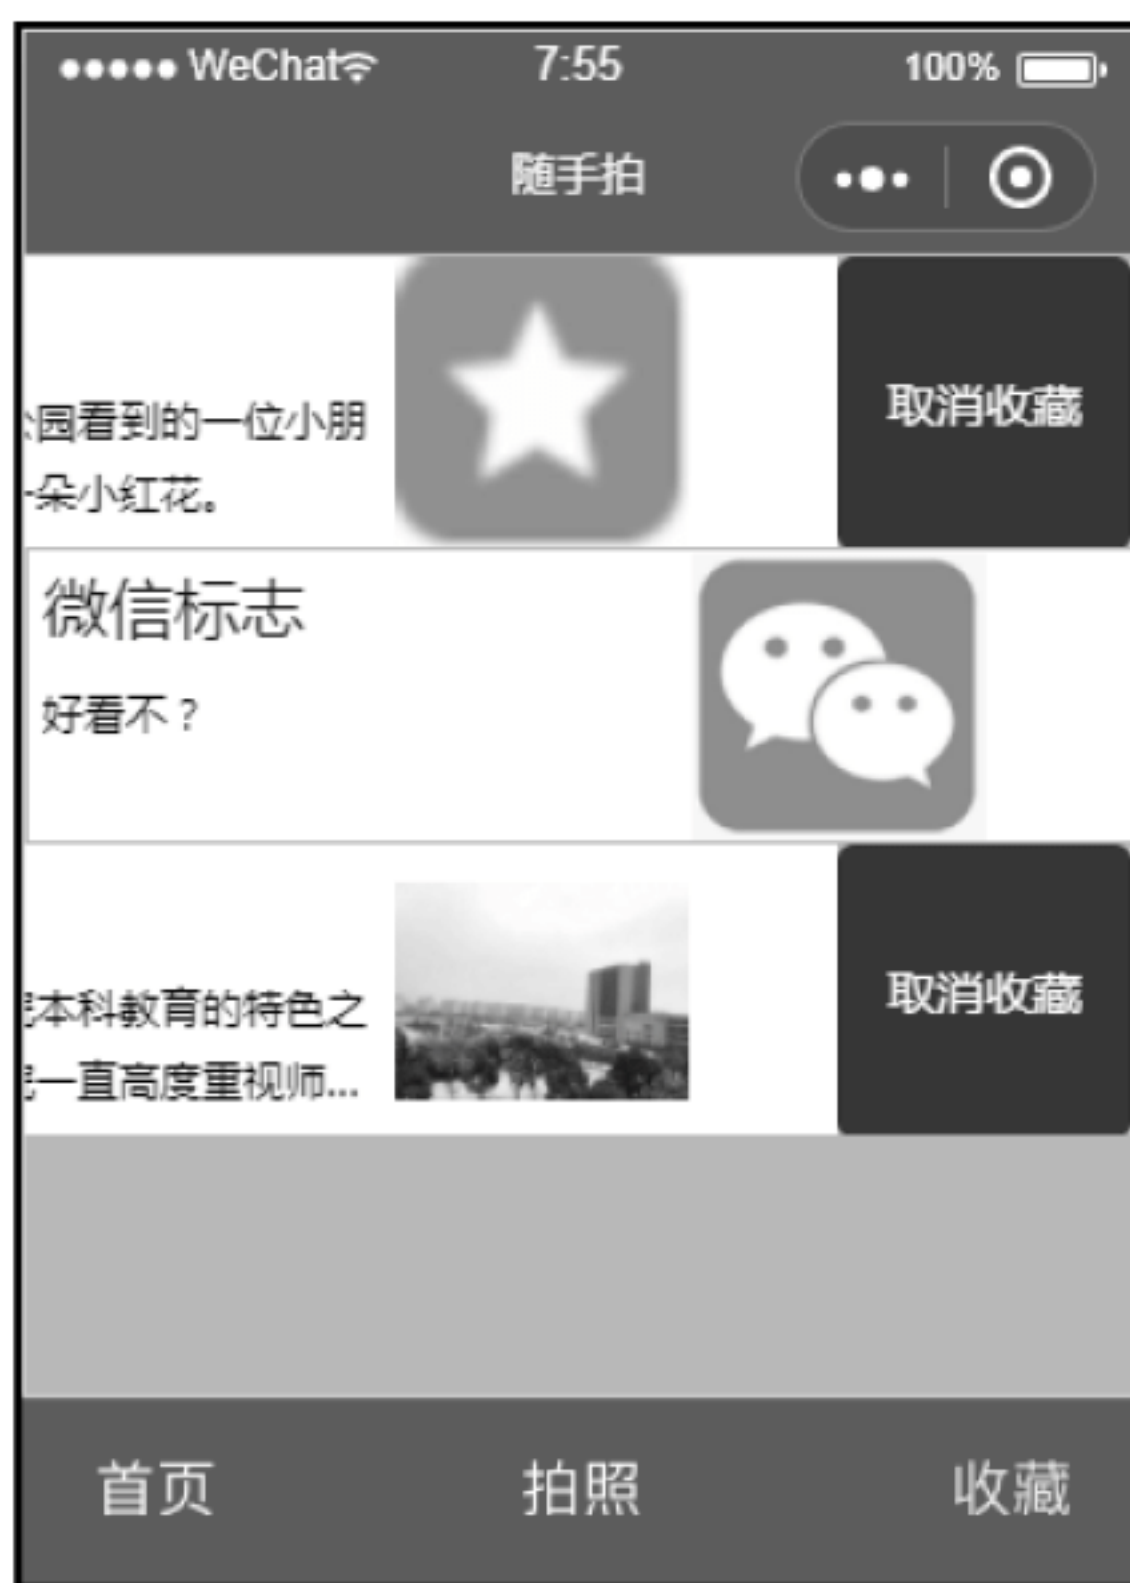 WeChat
7:55
100%
随手拍
园看到的一位小朋
朵小红花。
取消收藏
微信标志
好看不？
本科教育的特色之
一直高度重视师...
取消收藏
首页
拍照
收藏